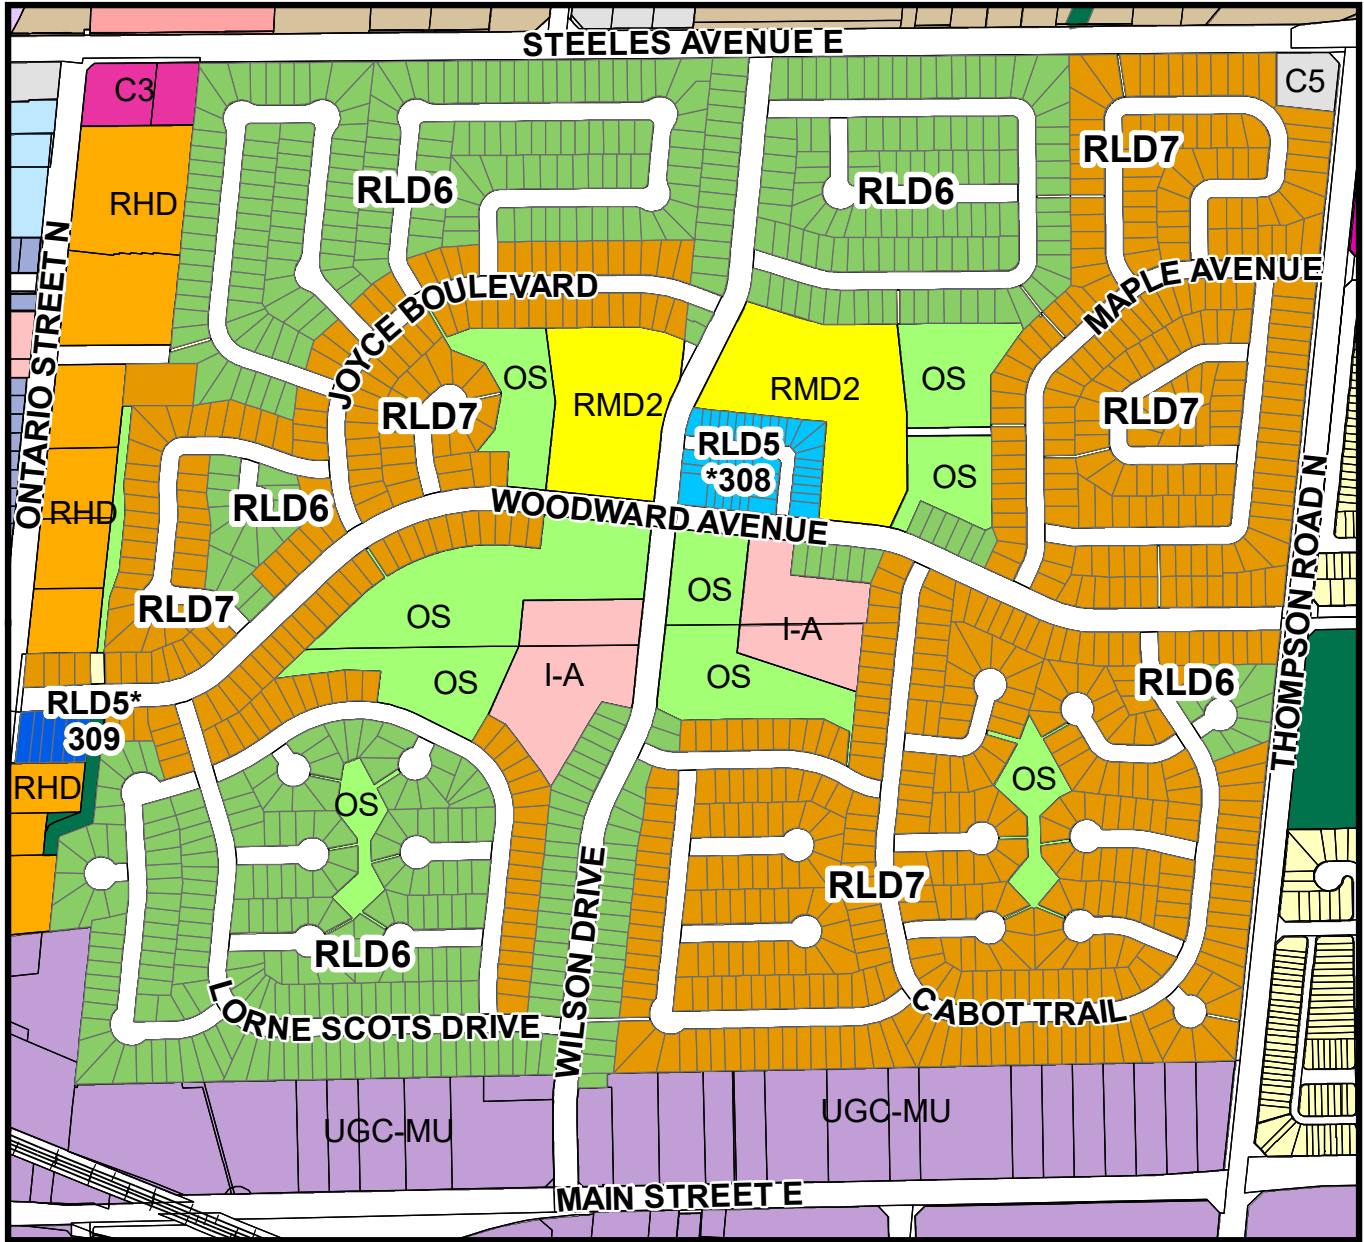 STEELES AVENUE E
C3
C5
RLD7
RHD
RLD6
RLD6
ONTARIO STREET N
JOYCE BOULEVARD
MAPLE AVENUE
OS
RMD2
RMD2
OS
RLD7
RLD7
RLD5
*308
OS
RHD
RLD6
WOODWARD AVENUE
THOMPSON ROAD N
OS
RLD7
OS
I-A
OS
I-A
OS
RLD6
RLD5*
309
RHD
OS
OS
RLD7
WILSON DRIVE
RLD6
LORNE SCOTS DRIVE
CABOT TRAIL
UGC-MU
UGC-MU
MAIN STREET E